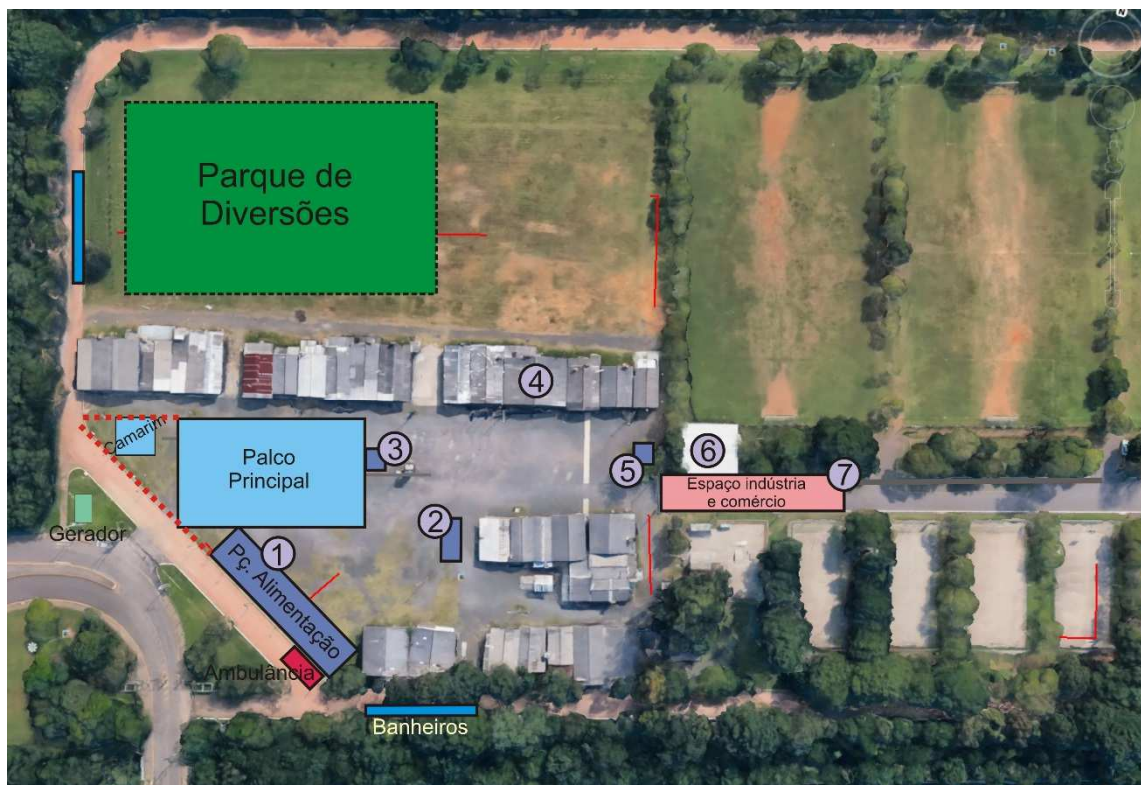 N
Parque de
Diversões
4
Camarim
Palco
Principal
3
5
6
7
Espaço indústria
e comércio
Gerador
2
1
Pç. Alimentação
Ambulância
Banheiros